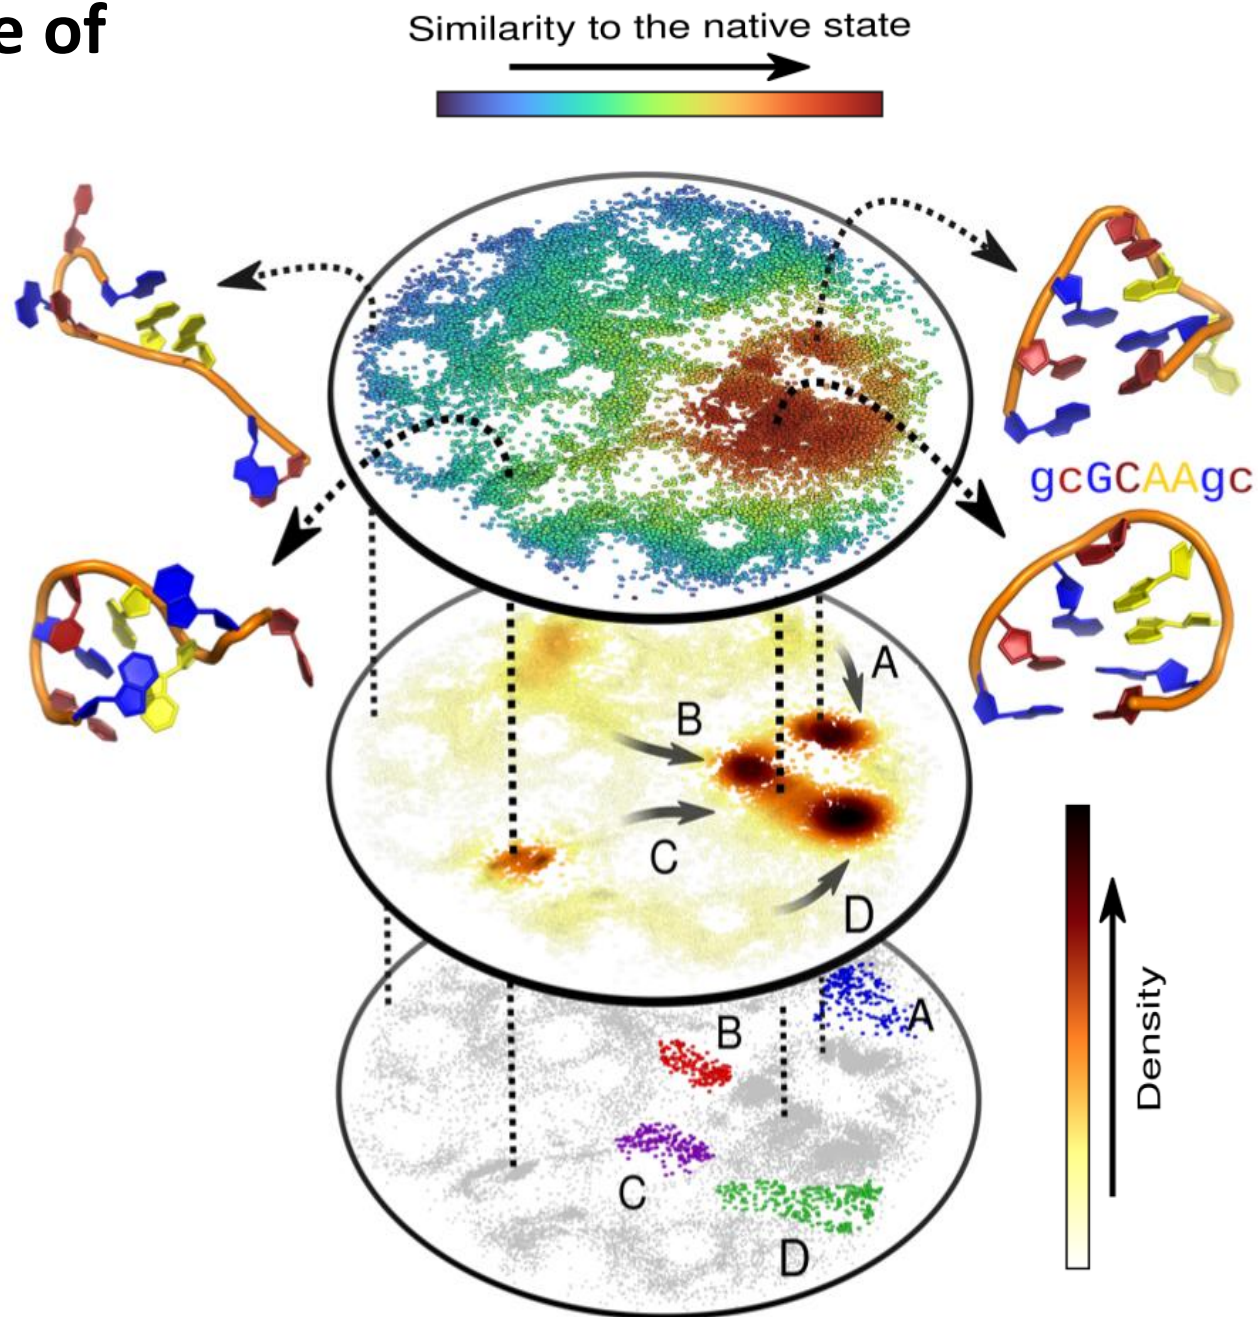 e of
Similarity to the native state
gcGCAAgc
A
B
C
D
Density
A
B
C
D